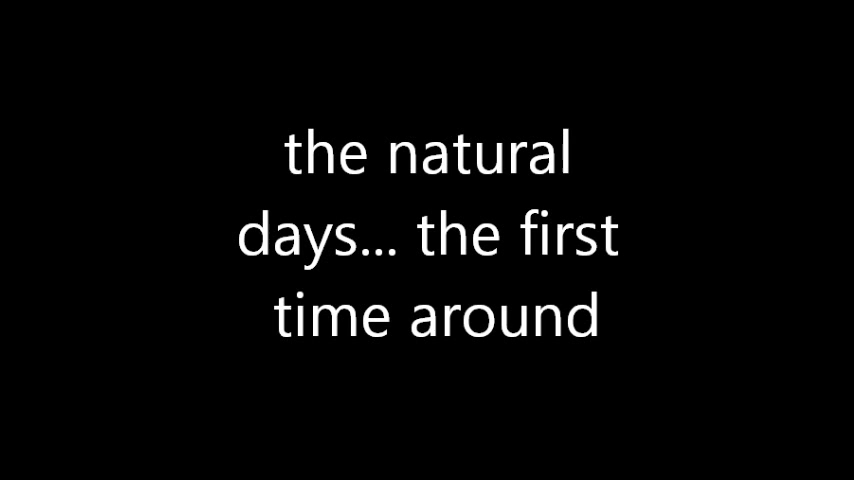 the natural
days... the first
time around